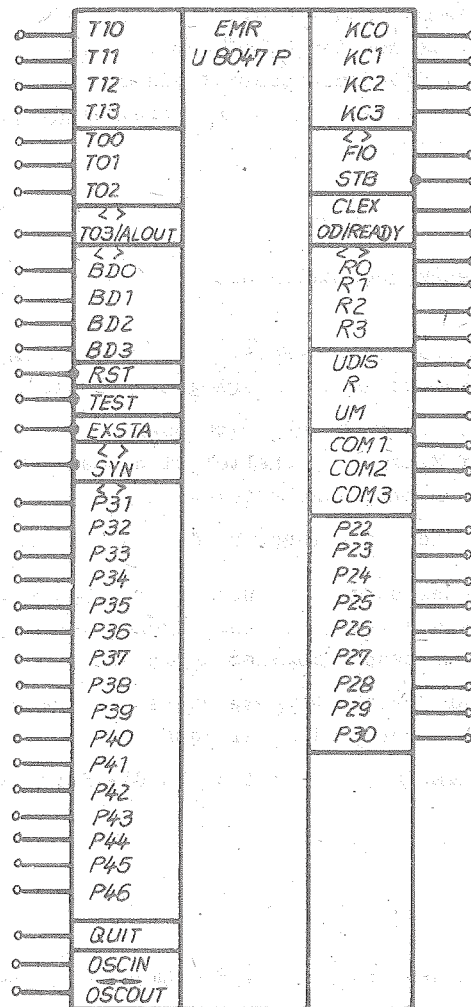 T10
T11
T12
T13
T00
T01
T02
< >
T03/ALOUT
< >
BD0
BD1
BD2
BD3
RST
TEST
EXSTA
< >
SYN
< >
P31
P32
P33
P34
P35
P36
P37
P38
P39
P40
P41
P42
P43
P44
P45
P46
QUIT
OSCIN
OSCOUT
EMR
U 8047 P
KC0
KC1
KC2
KC3
< >
FIO
STB
CLEX
OD/READY
< >
R0
R1
R2
R3
UDIS
R
UM
COM1
COM2
COM3
P22
P23
P24
P25
P26
P27
P28
P29
P30